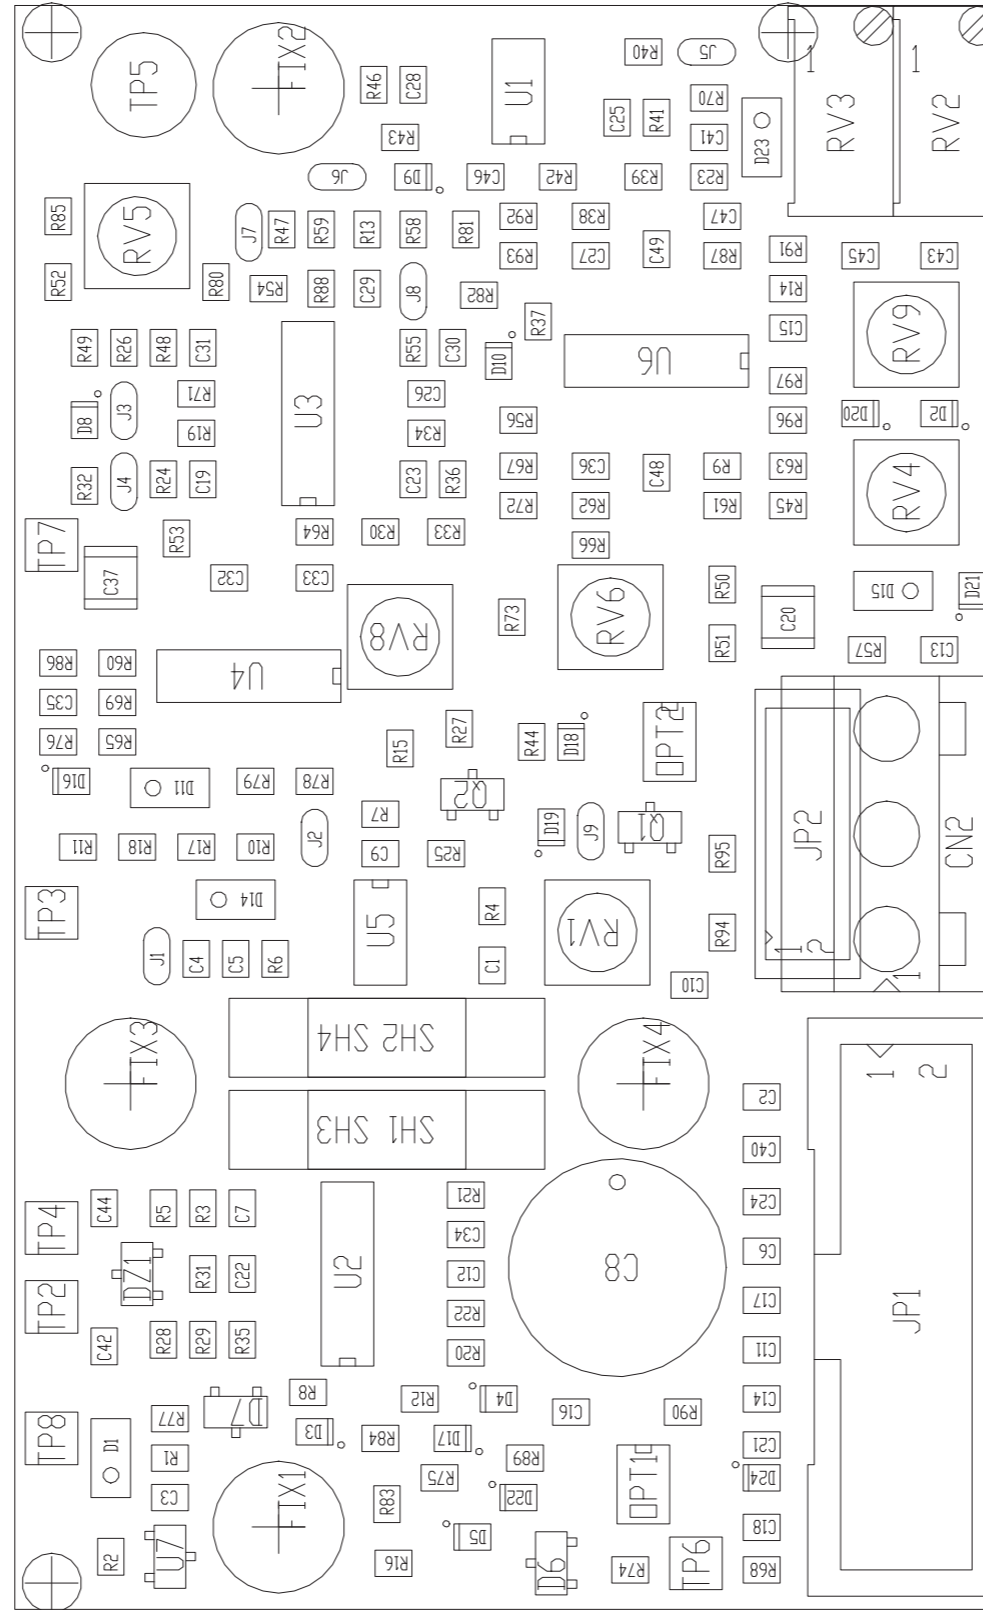 FIX2
R40
J5
TP5
R46
C28
U1
1
1
R70
C25
R41
RV3
RV2
R43
C41
D23
J6
D9
C46
R42
R39
R23
R85
RV5
J7
R47
R59
R13
R58
R81
R92
R38
C47
C49
R93
C27
R87
R91
C45
C43
R52
R80
R54
R88
C29
J8
R82
R14
R37
C15
RV9
R49
R26
R48
C31
U3
R55
C30
D10
U6
R71
C26
R97
D8
J3
R19
R34
R56
R96
D20
D2
R32
J4
R24
C19
C23
R36
R67
C36
C48
R9
R63
RV4
R72
R62
R61
R45
TP7
R53
R64
R30
R33
R66
C37
C32
C33
R50
D15
D21
RV8
R73
RV6
C20
R51
R57
C13
R86
R60
U4
C35
R69
R76
R65
R15
R27
R44
D18
OPT2
D16
D11
R79
R78
Q2
R7
J2
D19
J9
Q1
JP2
CN2
R11
R18
R17
R10
C9
R25
R95
TP3
D14
U5
R4
RV1
R94
J1
C4
C5
R6
C1
1
2
1
C10
FIX3
SH2 SH4
FIX4
1
2
C2
SH1 SH3
C40
TP4
C44
R5
R3
C7
R21
C24
C34
DZ1
R31
C22
U2
C12
C8
C6
TP2
R22
C17
JP1
C42
R28
R29
R35
R20
C11
R8
R12
D4
C14
R77
D7
C16
R90
TP8
D1
D3
R84
D17
C21
R1
R89
R75
D24
FIX1
C3
R83
D22
OPT1
C18
D5
R2
U7
R16
D6
R74
TP6
R68